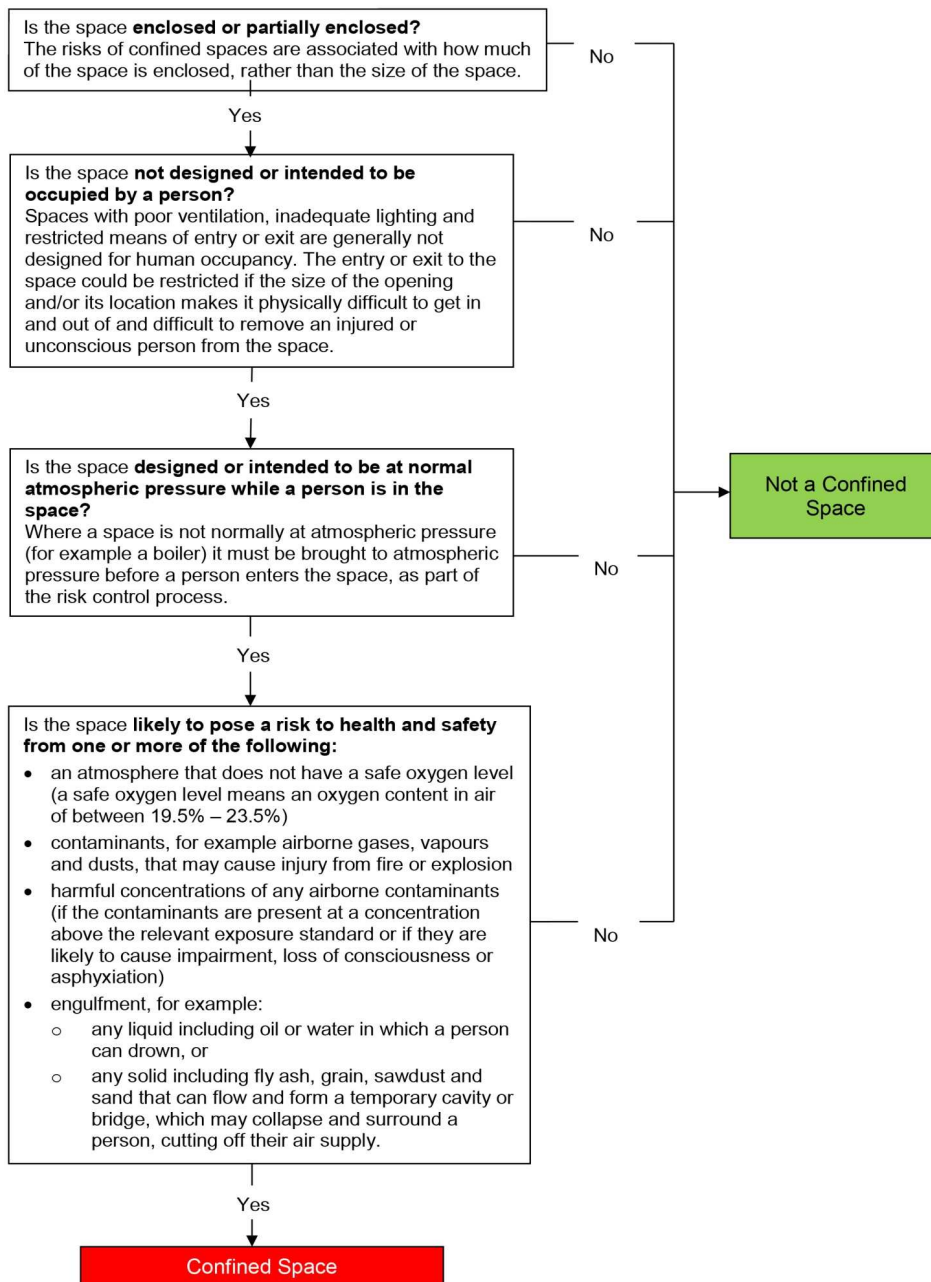 Is the space enclosed or partially enclosed?
The risks of confined spaces are associated with how much
of the space is enclosed, rather than the size of the space.
No
Yes
Is the space not designed or intended to be
occupied by a person?
Spaces with poor ventilation, inadequate lighting and
restricted means of entry or exit are generally not
designed for human occupancy. The entry or exit to the
space could be restricted if the size of the opening
and/or its location makes it physically difficult to get in
and out of and difficult to remove an injured or
unconscious person from the space.
No
Yes
Is the space designed or intended to be at normal
atmospheric pressure while a person is in the
space?
Where a space is not normally at atmospheric pressure
(for example a boiler) it must be brought to atmospheric
pressure before a person enters the space, as part of
the risk control process.
No
Not a Confined
Space
Yes
Is the space likely to pose a risk to health and safety
from one or more of the following:
• an atmosphere that does not have a safe oxygen level
(a safe oxygen level means an oxygen content in air
of between 19.5% – 23.5%)
• contaminants, for example airborne gases, vapours
and dusts, that may cause injury from fire or explosion
• harmful concentrations of any airborne contaminants
(if the contaminants are present at a concentration
above the relevant exposure standard or if they are
likely to cause impairment, loss of consciousness or
asphyxiation)
• engulfment, for example:
o any liquid including oil or water in which a person
can drown, or
o any solid including fly ash, grain, sawdust and
sand that can flow and form a temporary cavity or
bridge, which may collapse and surround a
person, cutting off their air supply.
No
Yes
Confined Space